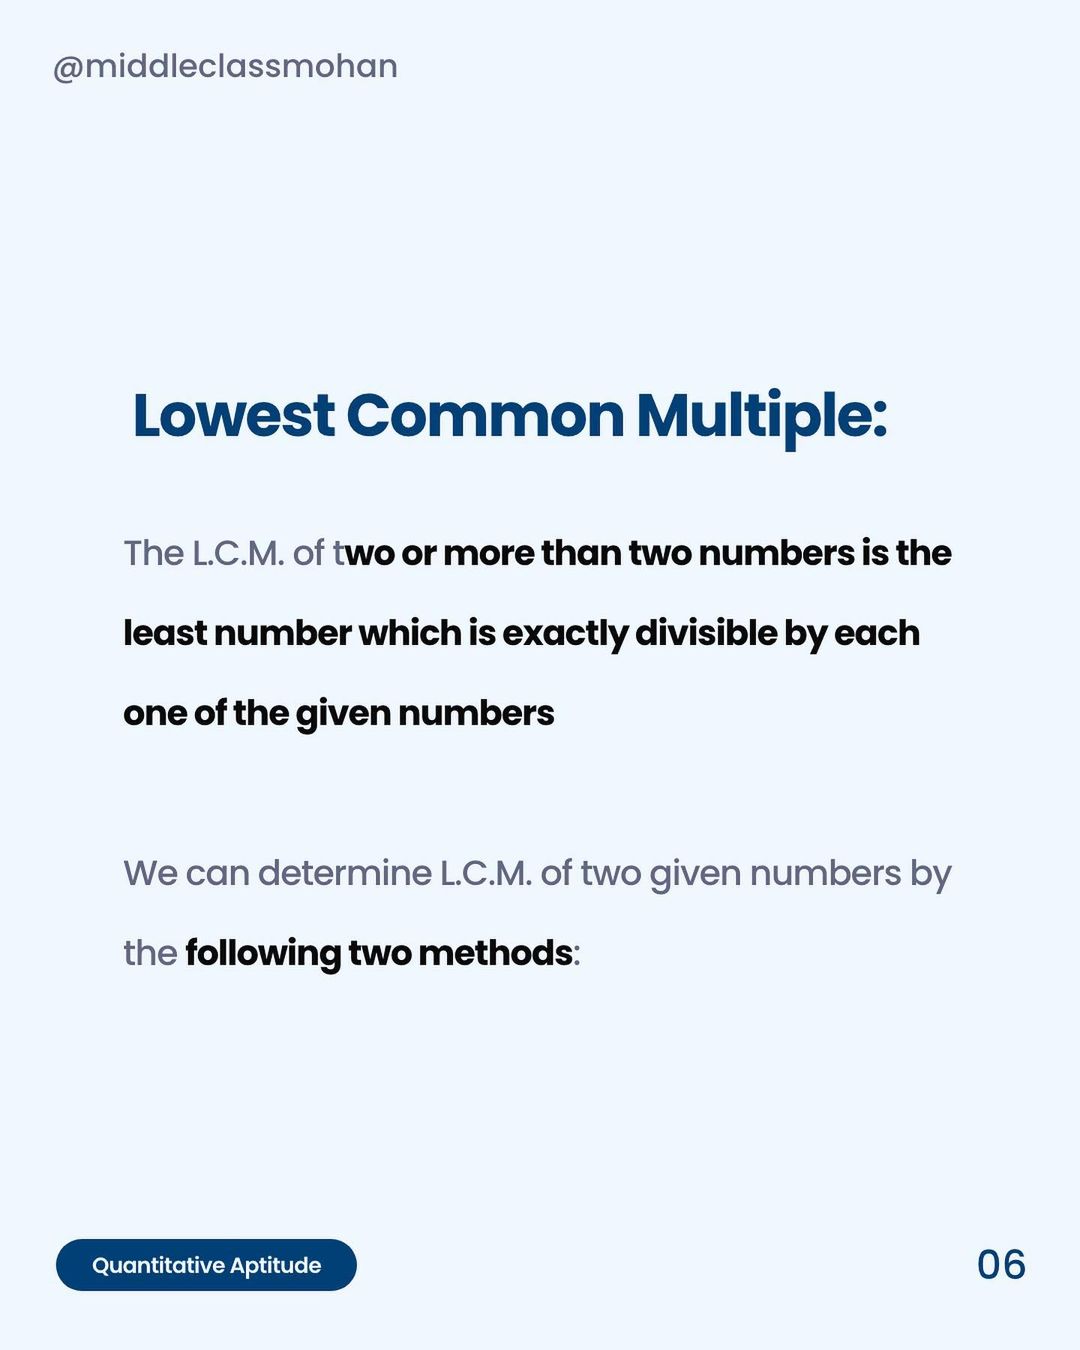 @middleclassmohan
Lowest Common Multiple:
The L.C.M. of two or more than two numbers is the
least number which is exactly divisible by each
one of the given numbers
We can determine L.C.M. of two given numbers by
the following two methods:
Quantitative Aptitude
06